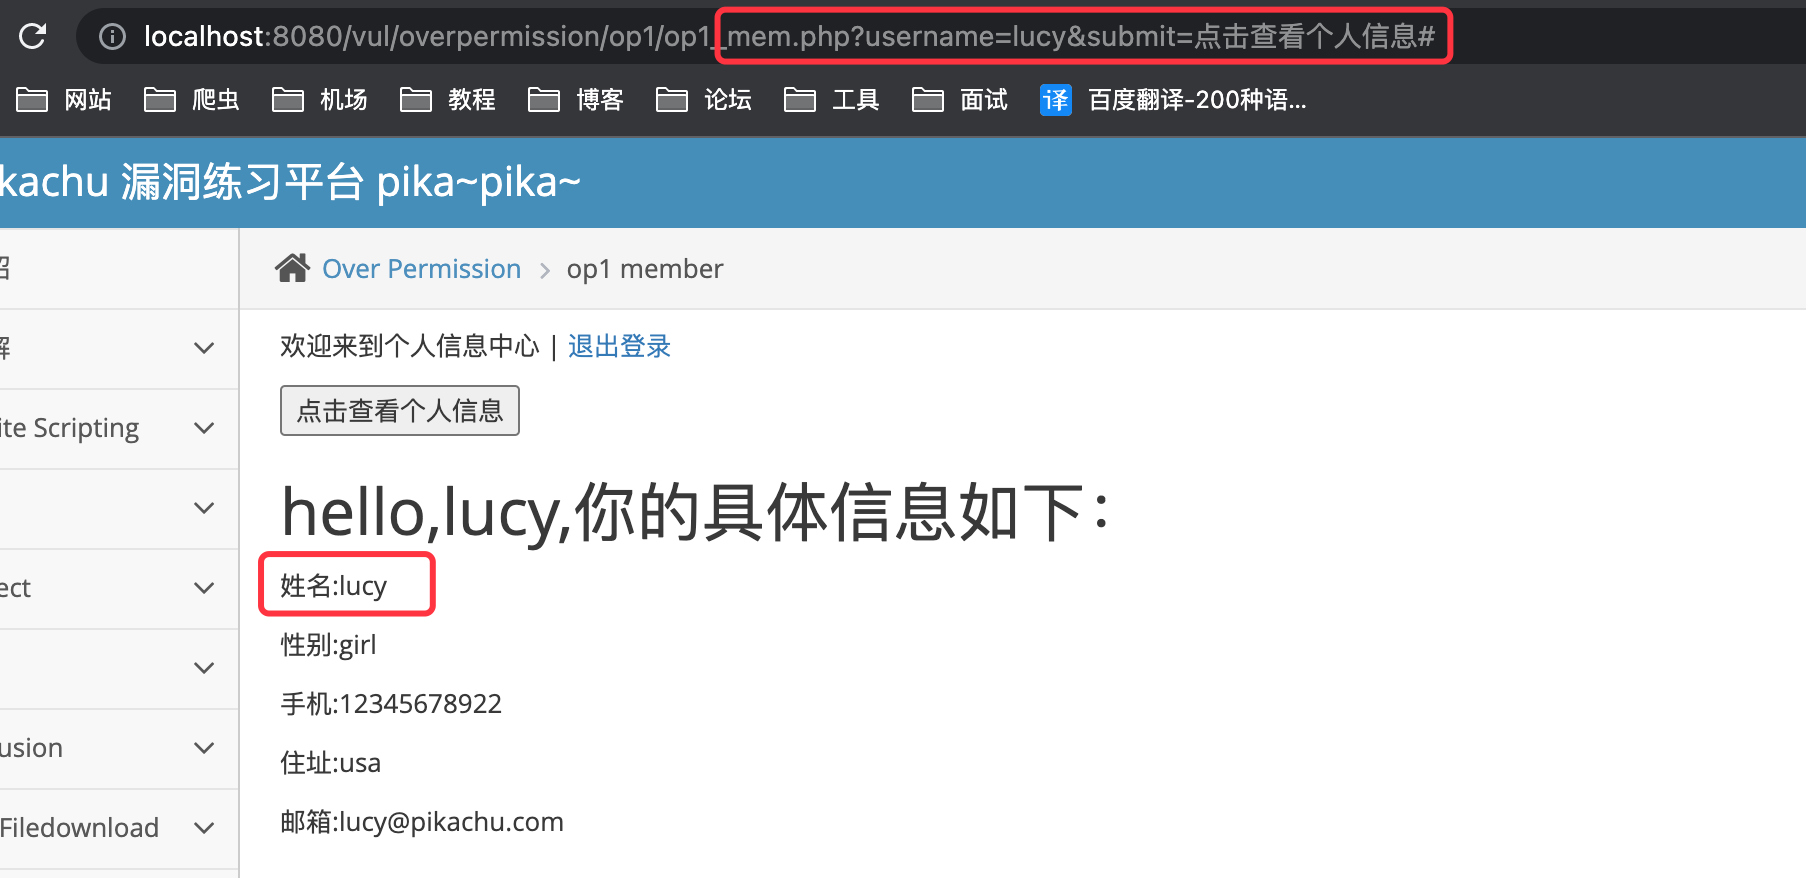 localhost:8080/vul/overpermission/op1/op1_mem.php?username=lucy&submit=点击查看个人信息#
网站 爬虫 机场 教程 博客 论坛 工具 面试 译 百度翻译-200种语...
kachu 漏洞练习平台 pika~pika~
绍
Over Permission > op1 member
解
欢迎来到个人信息中心 | 退出登录
点击查看个人信息
ite Scripting
hello,lucy,你的具体信息如下：
姓名:lucy
ect
性别:girl
手机:12345678922
usion
住址:usa
Filedownload
邮箱:lucy@pikachu.com